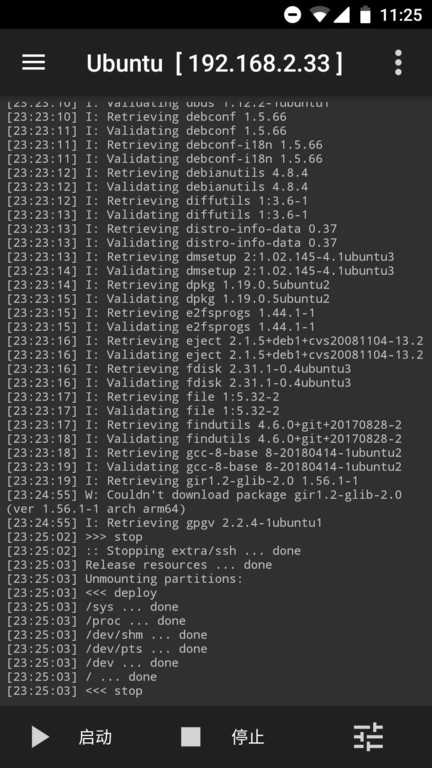 11:25
Ubuntu [ 192.168.2.33 ]
[23:23:10] I: Validating dbus 1.12.2-1ubuntu1
[23:23:10] I: Retrieving debconf 1.5.66
[23:23:11] I: Validating debconf 1.5.66
[23:23:11] I: Retrieving debconf-i18n 1.5.66
[23:23:11] I: Validating debconf-i18n 1.5.66
[23:23:12] I: Retrieving debianutils 4.8.4
[23:23:12] I: Validating debianutils 4.8.4
[23:23:12] I: Retrieving diffutils 1:3.6-1
[23:23:13] I: Validating diffutils 1:3.6-1
[23:23:13] I: Retrieving distro-info-data 0.37
[23:23:13] I: Validating distro-info-data 0.37
[23:23:13] I: Retrieving dmsetup 2:1.02.145-4.1ubuntu3
[23:23:14] I: Validating dmsetup 2:1.02.145-4.1ubuntu3
[23:23:14] I: Retrieving dpkg 1.19.0.5ubuntu2
[23:23:15] I: Validating dpkg 1.19.0.5ubuntu2
[23:23:15] I: Retrieving e2fsprogs 1.44.1-1
[23:23:15] I: Validating e2fsprogs 1.44.1-1
[23:23:16] I: Retrieving eject 2.1.5+deb1+cvs20081104-13.2
[23:23:16] I: Validating eject 2.1.5+deb1+cvs20081104-13.2
[23:23:16] I: Retrieving fdisk 2.31.1-0.4ubuntu3
[23:23:16] I: Validating fdisk 2.31.1-0.4ubuntu3
[23:23:17] I: Retrieving file 1:5.32-2
[23:23:17] I: Validating file 1:5.32-2
[23:23:17] I: Retrieving findutils 4.6.0+git+20170828-2
[23:23:18] I: Validating findutils 4.6.0+git+20170828-2
[23:23:18] I: Retrieving gcc-8-base 8-20180414-1ubuntu2
[23:23:19] I: Validating gcc-8-base 8-20180414-1ubuntu2
[23:23:19] I: Retrieving gir1.2-glib-2.0 1.56.1-1
[23:24:55] W: Couldn't download package gir1.2-glib-2.0
(ver 1.56.1-1 arch arm64)
[23:24:55] I: Retrieving gpgv 2.2.4-1ubuntu1
[23:25:02] >>> stop
[23:25:02] :: Stopping extra/ssh ... done
[23:25:03] Release resources ... done
[23:25:03] Unmounting partitions:
[23:25:03] <<< deploy
[23:25:03] /sys ... done
[23:25:03] /proc ... done
[23:25:03] /dev/shm ... done
[23:25:03] /dev/pts ... done
[23:25:03] /dev ... done
[23:25:03] / ... done
[23:25:03] <<< stop
启动
停止